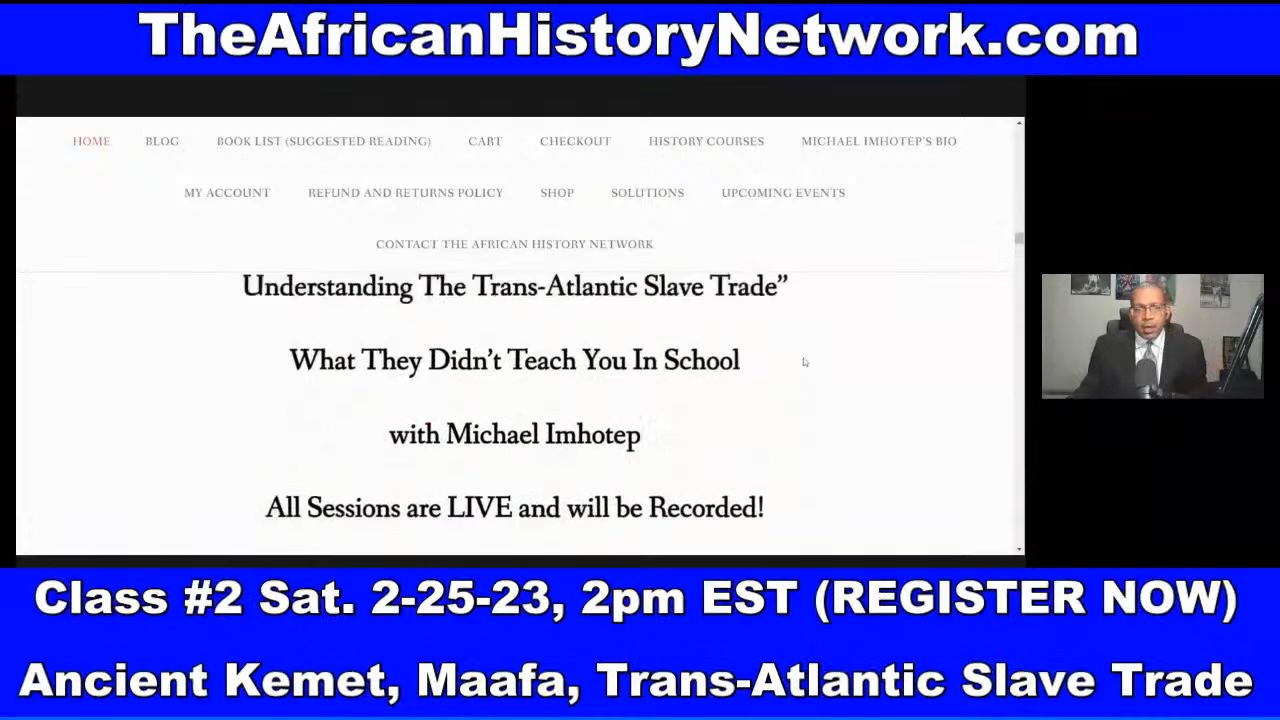 TheAfricanHistoryNetwork.com
HOME BLOG BOOK LIST (SUGGESTED READING) CART CHECKOUT HISTORY COURSES MICHAEL IMHOTEP'S BIO
MY ACCOUNT REFUND AND RETURNS POLICY SHOP SOLUTIONS UPCOMING EVENTS
CONTACT THE AFRICAN HISTORY NETWORK
Understanding The Trans-Atlantic Slave Trade”
What They Didn’t Teach You In School
with Michael Imhotep
All Sessions are LIVE and will be Recorded!
Class #2 Sat. 2-25-23, 2pm EST (REGISTER NOW)
Ancient Kemet, Maafa, Trans-Atlantic Slave Trade